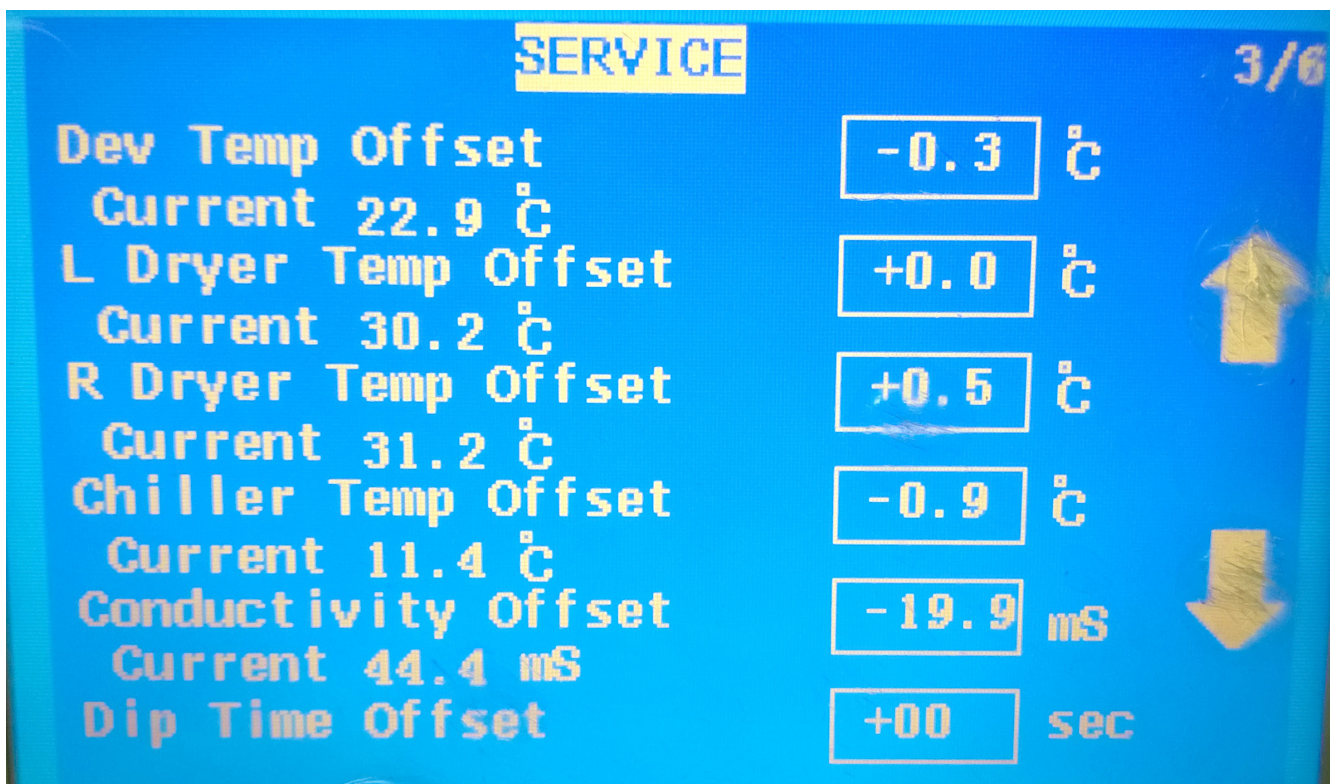 SERVICE 3/6
Dev Temp Offset -0.3 °C
Current 22.9 °C
L Dryer Temp Offset +0.0 °C
Current 30.2 °C
R Dryer Temp Offset +0.5 °C
Current 31.2 °C
Chiller Temp Offset -0.9 °C
Current 11.4 °C
Conductivity Offset -19.9 mS
Current 44.4 mS
Dip Time Offset +00 sec